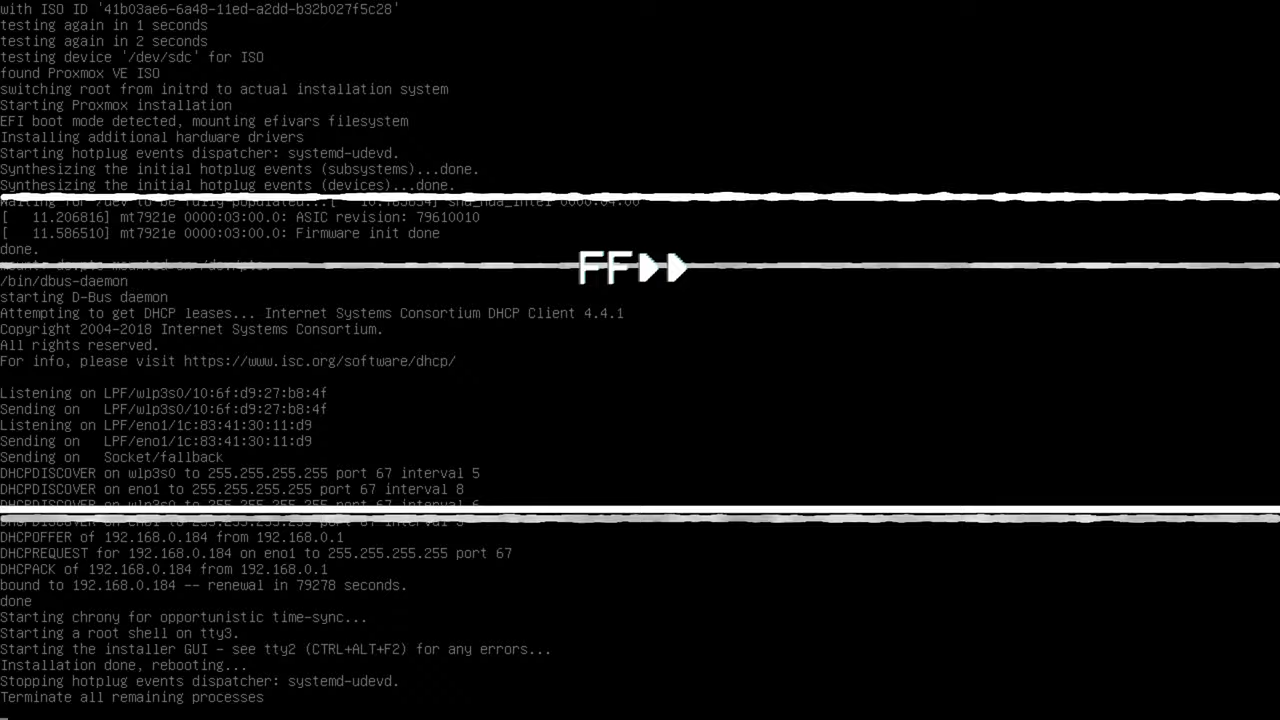 with ISO ID '41b03ae6-6a48-11ed-a2dd-b32b027f5c28'
testing again in 1 seconds
testing again in 2 seconds
testing device '/dev/sdc' for ISO
found Proxmox VE ISO
switching root from initrd to actual installation system
Starting Proxmox installation
EFI boot mode detected, mounting efivars filesystem
Installing additional hardware drivers
Starting hotplug events dispatcher: systemd-udevd.
Synthesizing the initial hotplug events (subsystems)...done.
Synthesizing the initial hotplug events (devices)...done.
[   11.206816] mt7921e 0000:03:00.0: ASIC revision: 79610010
[   11.586510] mt7921e 0000:03:00.0: Firmware init done
done.
FF
/bin/dbus-daemon
starting D-Bus daemon
Attempting to get DHCP leases... Internet Systems Consortium DHCP Client 4.4.1
Copyright 2004-2018 Internet Systems Consortium.
All rights reserved.
For info, please visit https://www.isc.org/software/dhcp/
Listening on LPF/wlp3s0/10:6f:d9:27:b8:4f
Sending on   LPF/wlp3s0/10:6f:d9:27:b8:4f
Listening on LPF/eno1/1c:83:41:30:11:d9
Sending on   LPF/eno1/1c:83:41:30:11:d9
Sending on   Socket/fallback
DHCPDISCOVER on wlp3s0 to 255.255.255.255 port 67 interval 5
DHCPDISCOVER on eno1 to 255.255.255.255 port 67 interval 8
DHCPOFFER of 192.168.0.184 from 192.168.0.1
DHCPREQUEST for 192.168.0.184 on eno1 to 255.255.255.255 port 67
DHCPACK of 192.168.0.184 from 192.168.0.1
bound to 192.168.0.184 -- renewal in 79278 seconds.
done
Starting chrony for opportunistic time-sync...
Starting a root shell on tty3.
Starting the installer GUI - see tty2 (CTRL+ALT+F2) for any errors...
Installation done, rebooting...
Stopping hotplug events dispatcher: systemd-udevd.
Terminate all remaining processes